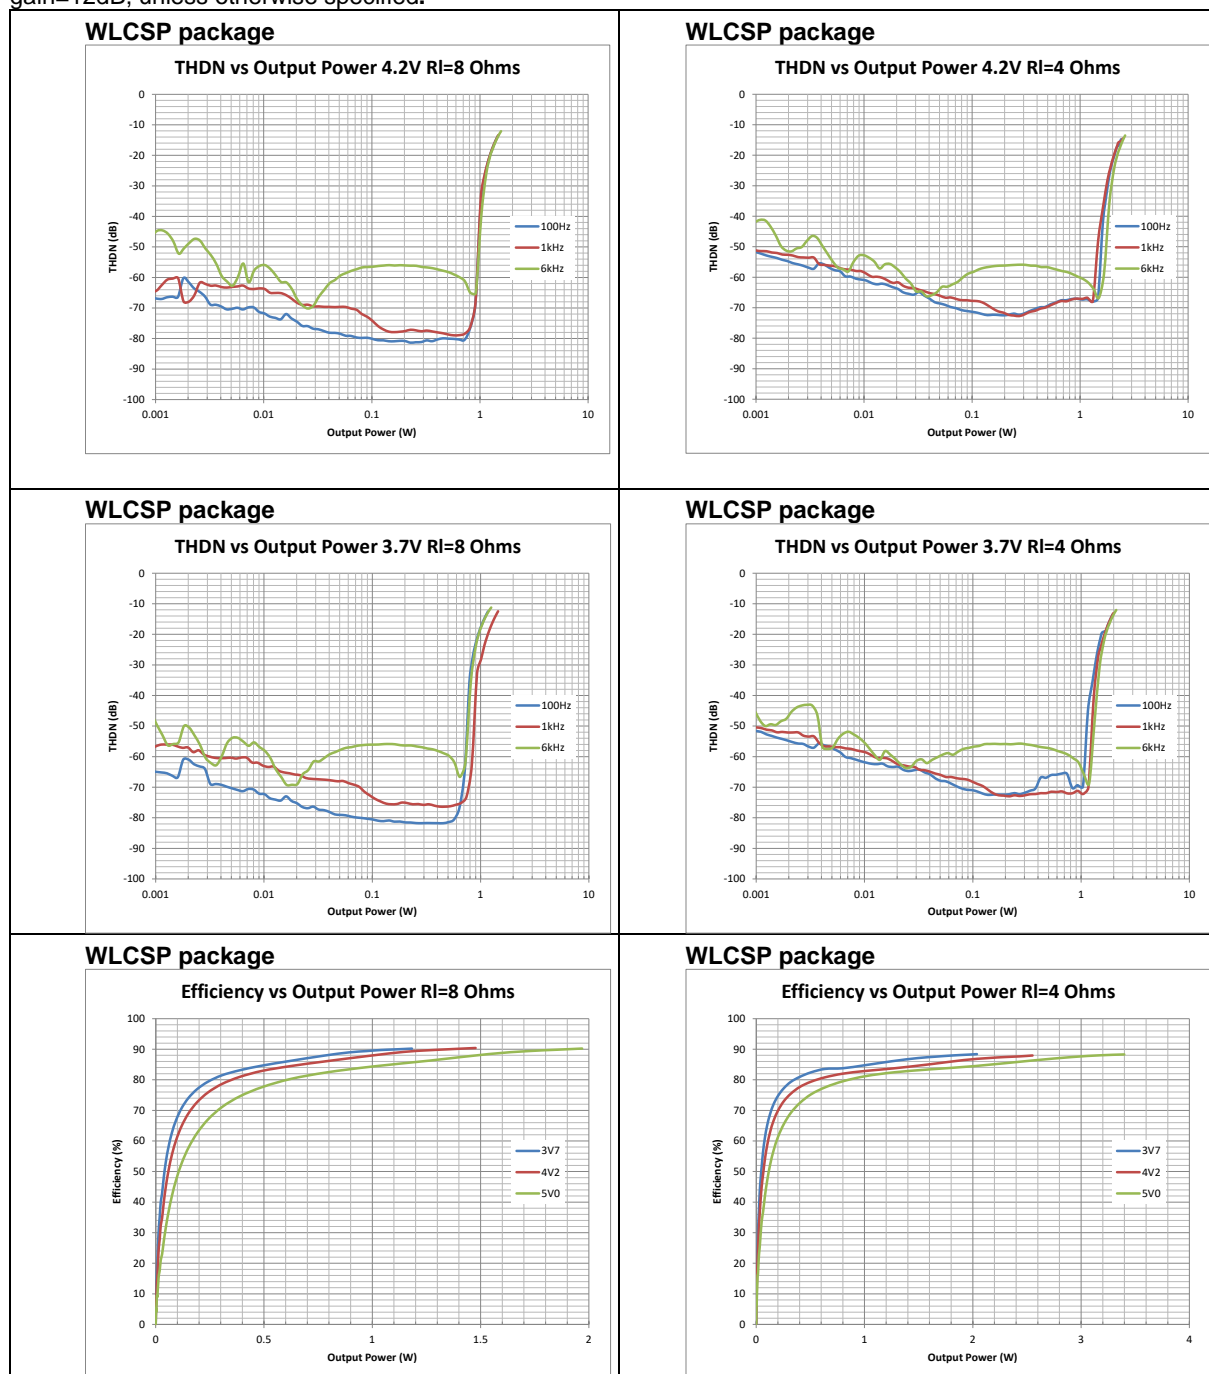 gain=12dB, unless otherwise specified.
WLCSP package
THDN vs Output Power 4.2V Rl=8 Ohms
0
-10
-20
-30
-40
-50
-60
-70
-80
-90
-100
THDN (dB)
100Hz
1kHz
6kHz
0.001
0.01
0.1
1
10
Output Power (W)
WLCSP package
THDN vs Output Power 4.2V Rl=4 Ohms
0
-10
-20
-30
-40
-50
-60
-70
-80
-90
-100
THDN (dB)
100Hz
1kHz
6kHz
0.001
0.01
0.1
1
10
Output Power (W)
WLCSP package
THDN vs Output Power 3.7V Rl=8 Ohms
0
-10
-20
-30
-40
-50
-60
-70
-80
-90
-100
THDN (dB)
100Hz
1kHz
6kHz
0.001
0.01
0.1
1
10
Output Power (W)
WLCSP package
THDN vs Output Power 3.7V Rl=4 Ohms
0
-10
-20
-30
-40
-50
-60
-70
-80
-90
-100
THDN (dB)
100Hz
1kHz
6kHz
0.001
0.01
0.1
1
10
Output Power (W)
WLCSP package
Efficiency vs Output Power Rl=8 Ohms
100
90
80
70
60
50
40
30
20
10
0
Efficiency (%)
3V7
4V2
5V0
0
0.5
1
1.5
2
Output Power (W)
WLCSP package
Efficiency vs Output Power Rl=4 Ohms
100
90
80
70
60
50
40
30
20
10
0
Efficiency (%)
3V7
4V2
5V0
0
1
2
3
4
Output Power (W)